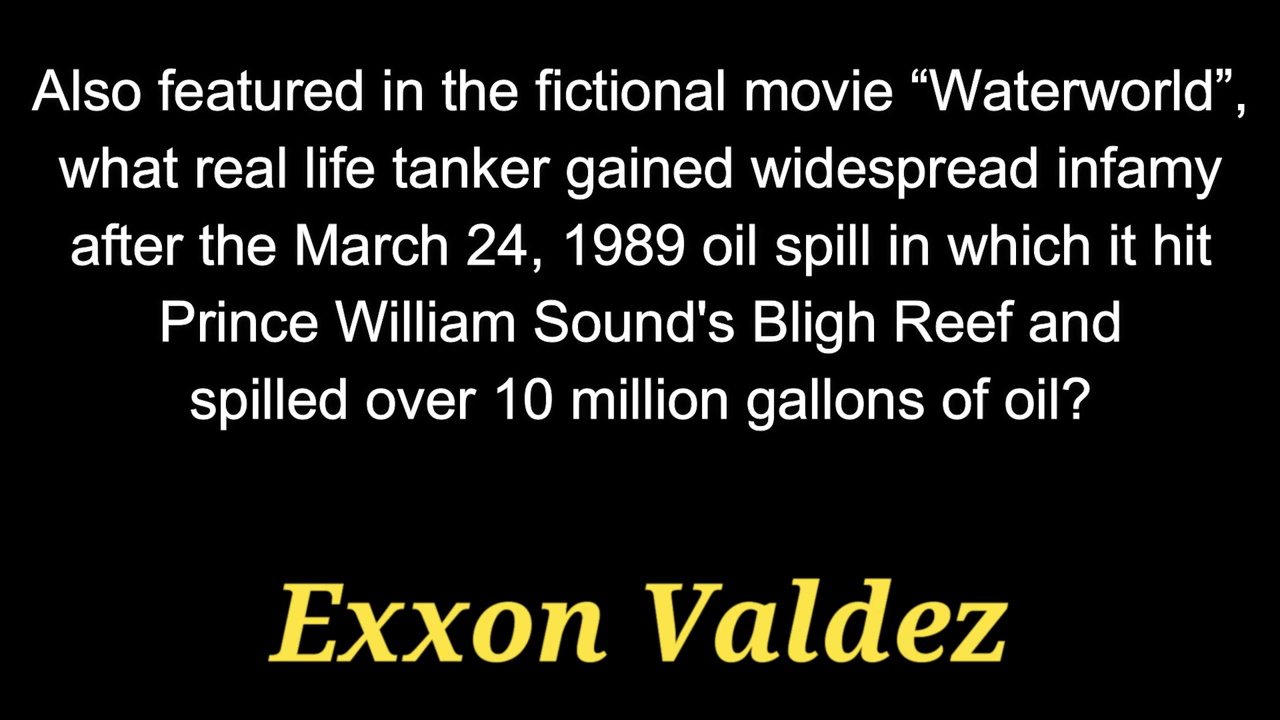 Also featured in the fictional movie “Waterworld”,
what real life tanker gained widespread infamy
after the March 24, 1989 oil spill in which it hit
Prince William Sound's Bligh Reef and
spilled over 10 million gallons of oil?
Exxon Valdez